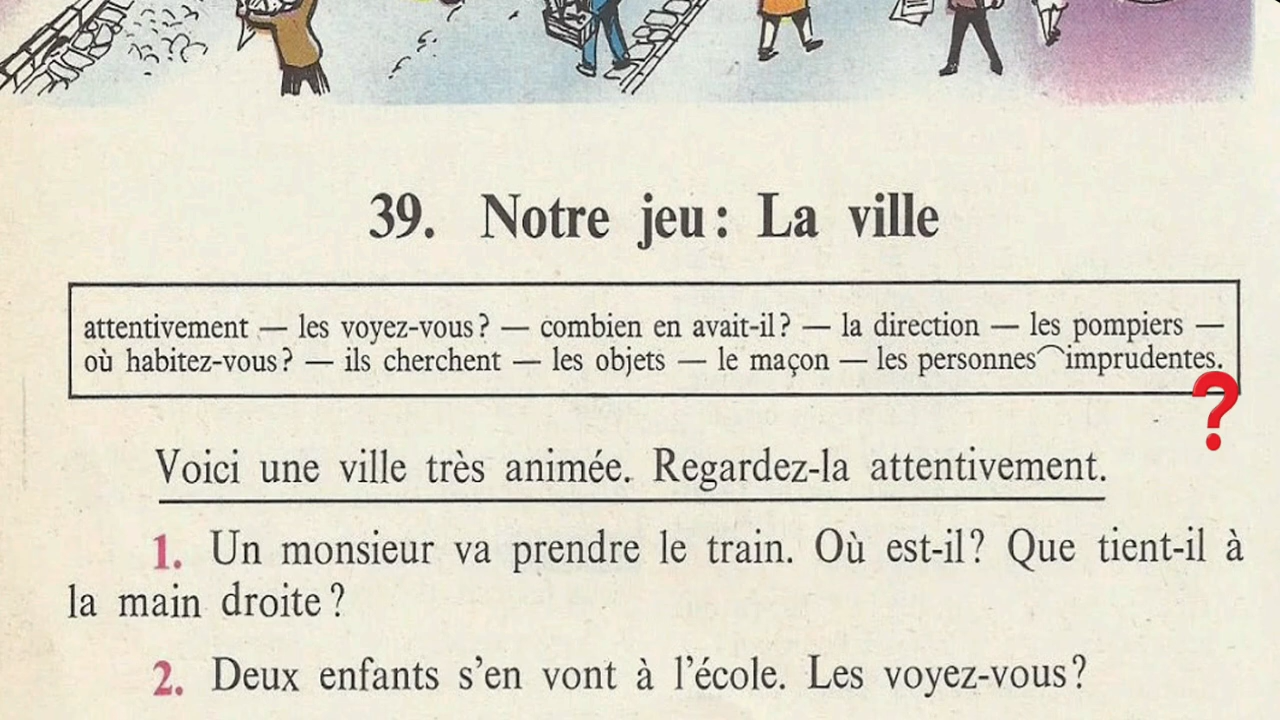 39. Notre jeu : La ville
attentivement — les voyez-vous ? — combien en avait-il ? — la direction — les pompiers —
où habitez-vous ? — ils cherchent — les objets — le maçon — les personnes⁀imprudentes.
?
Voici une ville très animée. Regardez-la attentivement.
1. Un monsieur va prendre le train. Où est-il ? Que tient-il à
la main droite ?
2. Deux enfants s'en vont à l'école. Les voyez-vous ?